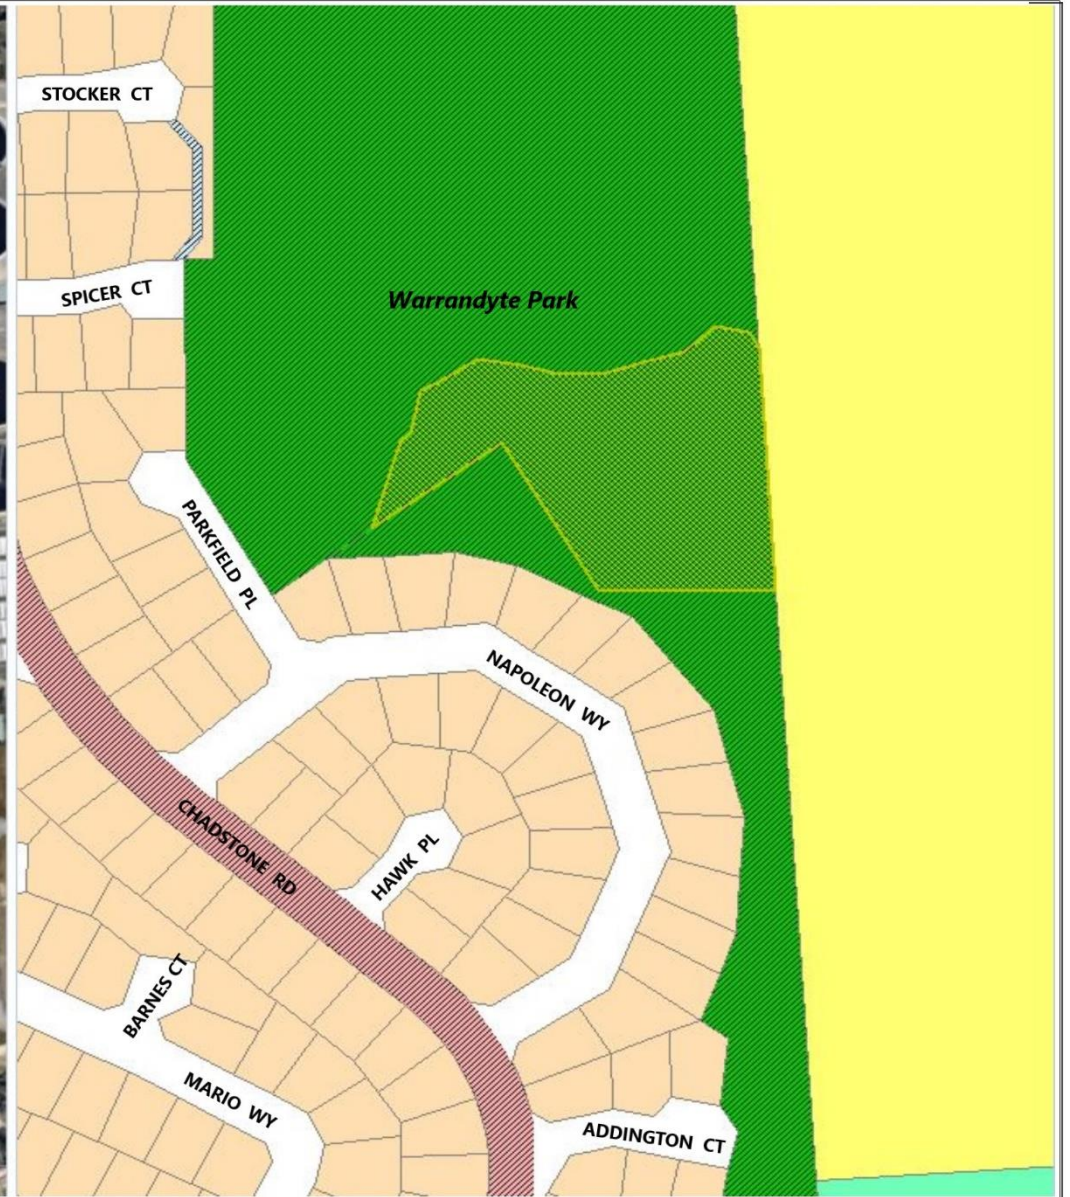 STOCKER CT
SPICER CT
Warrandyte Park
PARKFIELD PL
NAPOLEON WY
CHADSTONE RD
HAWK PL
BARNES CT
MARIO WY
ADDINGTON CT